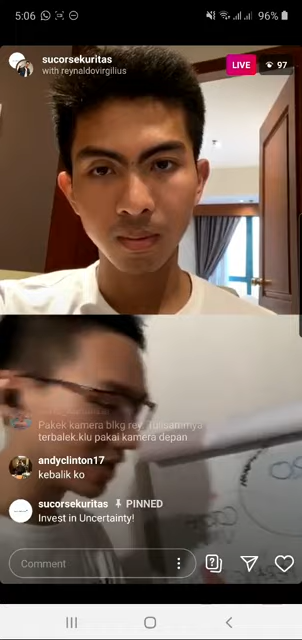 5:06
96%
sucorsekuritas
with reynaldovirgilius
LIVE
97
Pakek kamera blkg rey. Tulisannya
terbalek.klu pakai kamera depan
andyclinton17
kebalik ko
sucorsekuritas PINNED
Invest in Uncertainty!
Comment